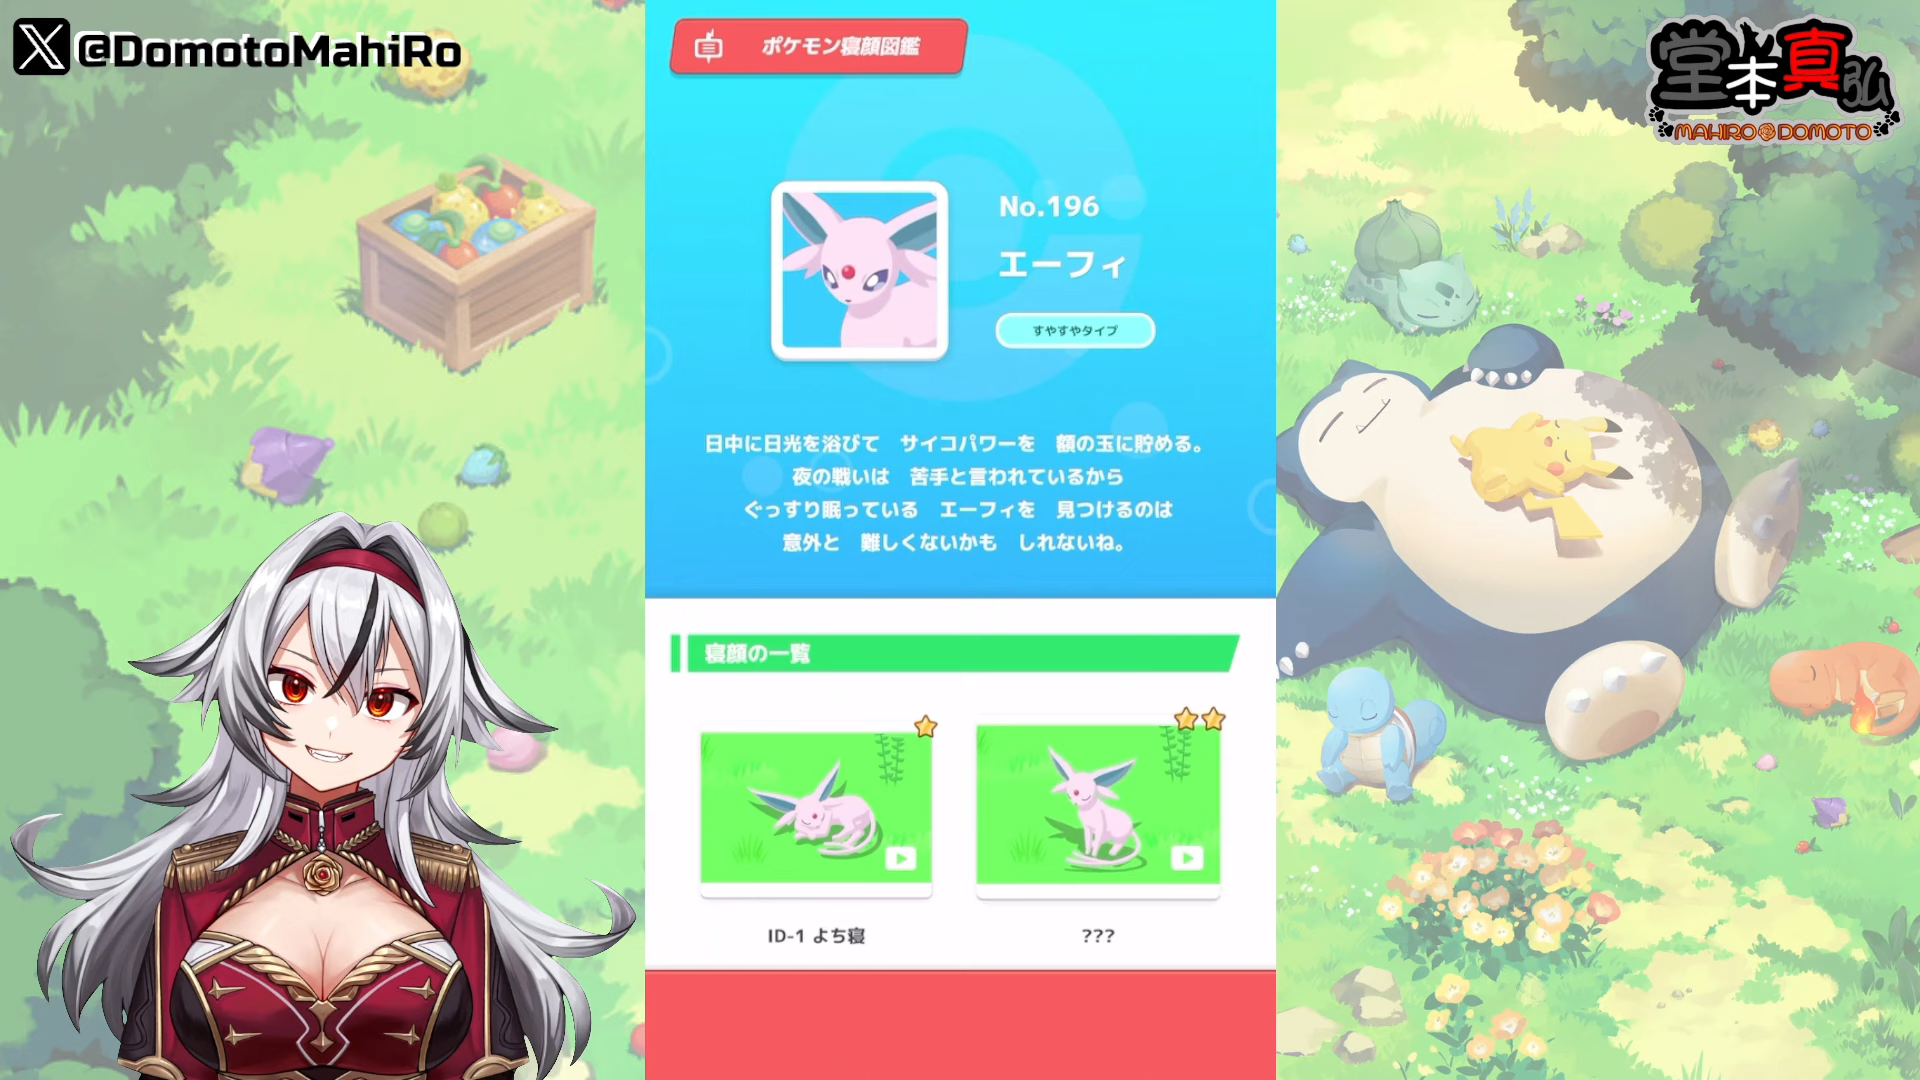 @DomotoMahiRo
ポケモン寝顔図鑑
堂本真弘
MAHIRO DOMOTO
No.196
エーフィ
すやすやタイプ
日中に日光を浴びて　サイコパワーを　額の玉に貯める。
夜の戦いは　苦手と言われているから
ぐっすり眠っている　エーフィを　見つけるのは
意外と　難しくないかも　しれないね。
寝顔の一覧
ID-1 よち寝
???